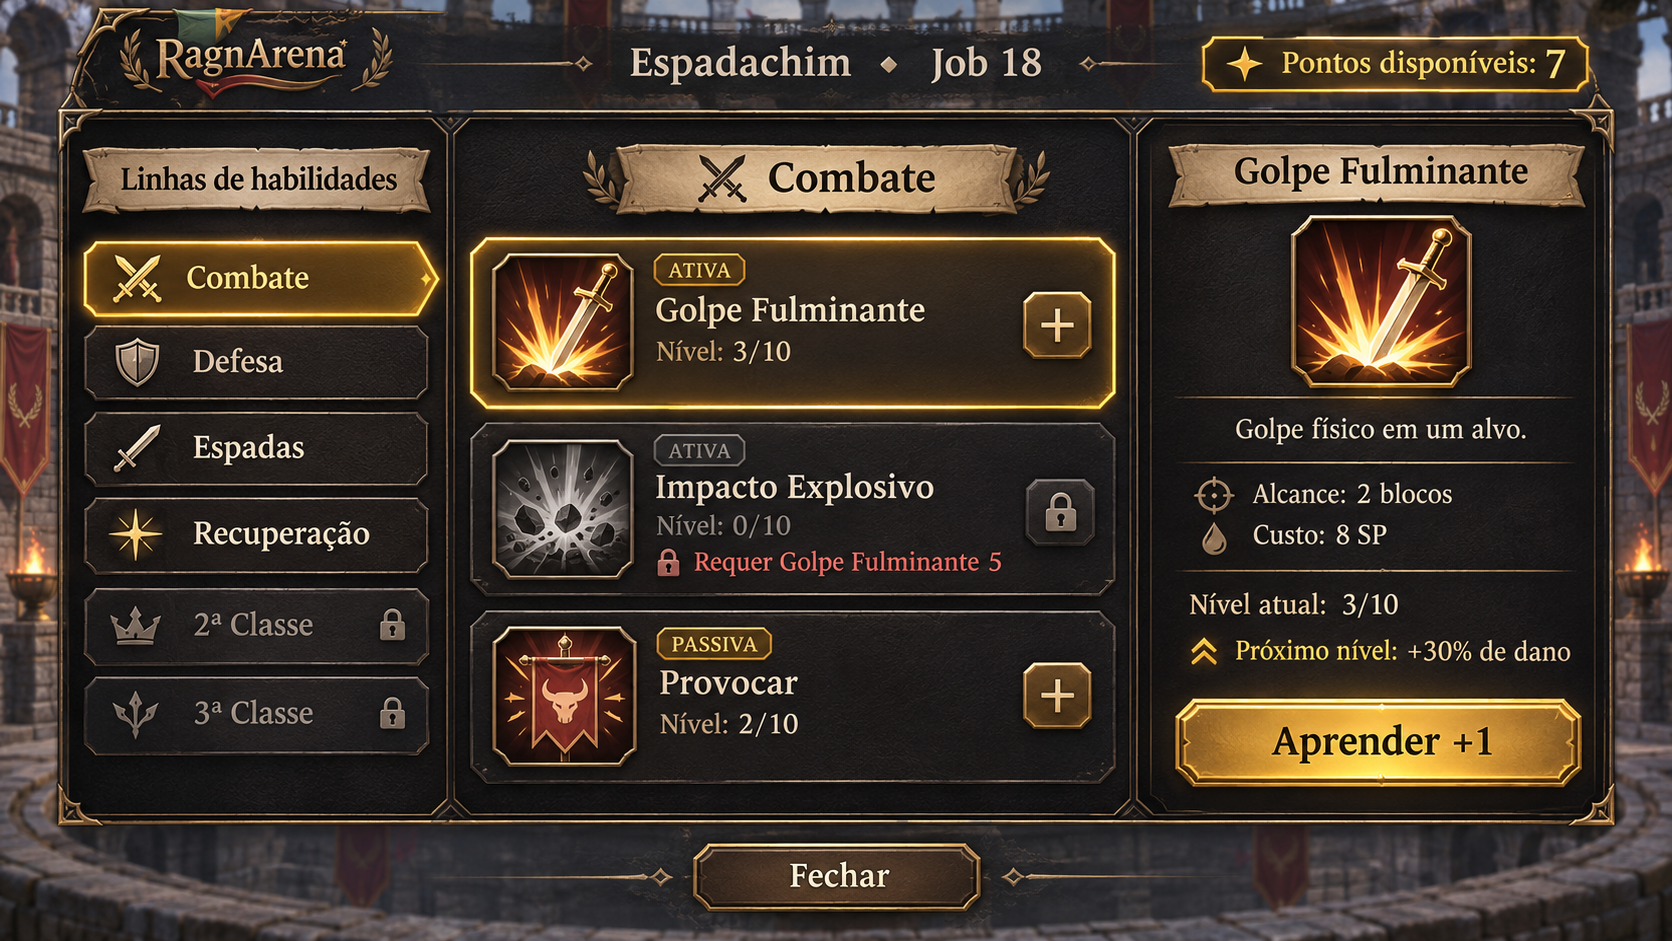 RagnArena
Espadachim ◆ Job 18
Pontos disponíveis: 7
Linhas de habilidades
Combate
Defesa
Espadas
Recuperação
2ª Classe
3ª Classe
Combate
ATIVA
Golpe Fulminante
Nível: 3/10
+
ATIVA
Impacto Explosivo
Nível: 0/10
Requer Golpe Fulminante 5
PASSIVA
Provocar
Nível: 2/10
+
Golpe Fulminante
Golpe físico em um alvo.
Alcance: 2 blocos
Custo: 8 SP
Nível atual: 3/10
Próximo nível: +30% de dano
Aprender +1
Fechar